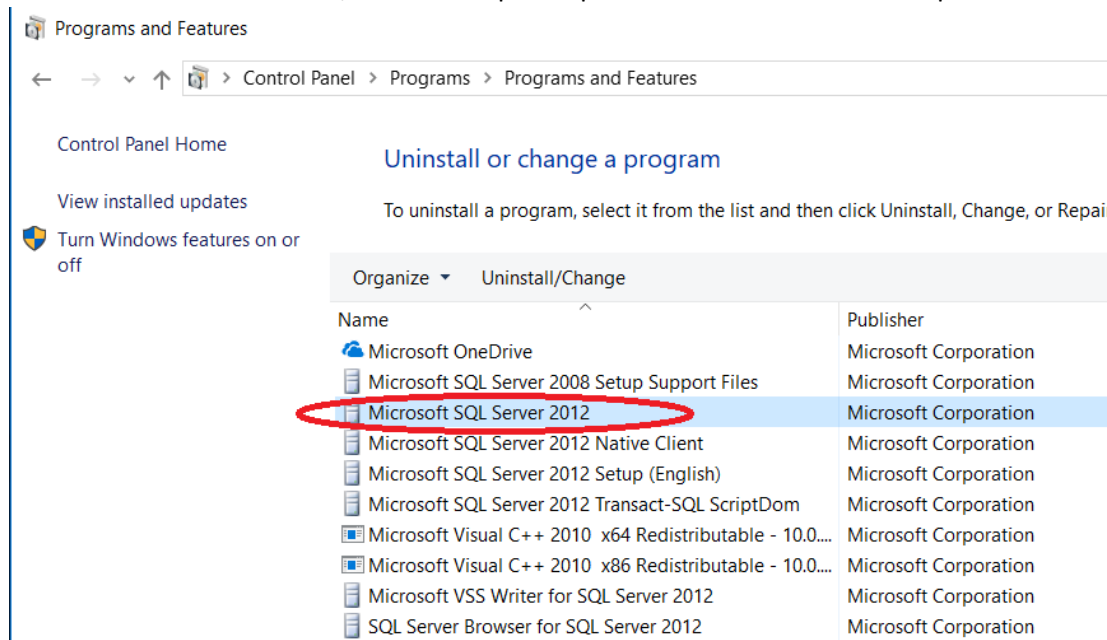 Programs and Features
Control Panel > Programs > Programs and Features
Control Panel Home
Uninstall or change a program
View installed updates
To uninstall a program, select it from the list and then click Uninstall, Change, or Repai
Turn Windows features on or
off
Organize Uninstall/Change
Name Publisher
Microsoft OneDrive Microsoft Corporation
Microsoft SQL Server 2008 Setup Support Files Microsoft Corporation
Microsoft SQL Server 2012 Microsoft Corporation
Microsoft SQL Server 2012 Native Client Microsoft Corporation
Microsoft SQL Server 2012 Setup (English) Microsoft Corporation
Microsoft SQL Server 2012 Transact-SQL ScriptDom Microsoft Corporation
Microsoft Visual C++ 2010 x64 Redistributable - 10.0.... Microsoft Corporation
Microsoft Visual C++ 2010 x86 Redistributable - 10.0.... Microsoft Corporation
Microsoft VSS Writer for SQL Server 2012 Microsoft Corporation
SQL Server Browser for SQL Server 2012 Microsoft Corporation